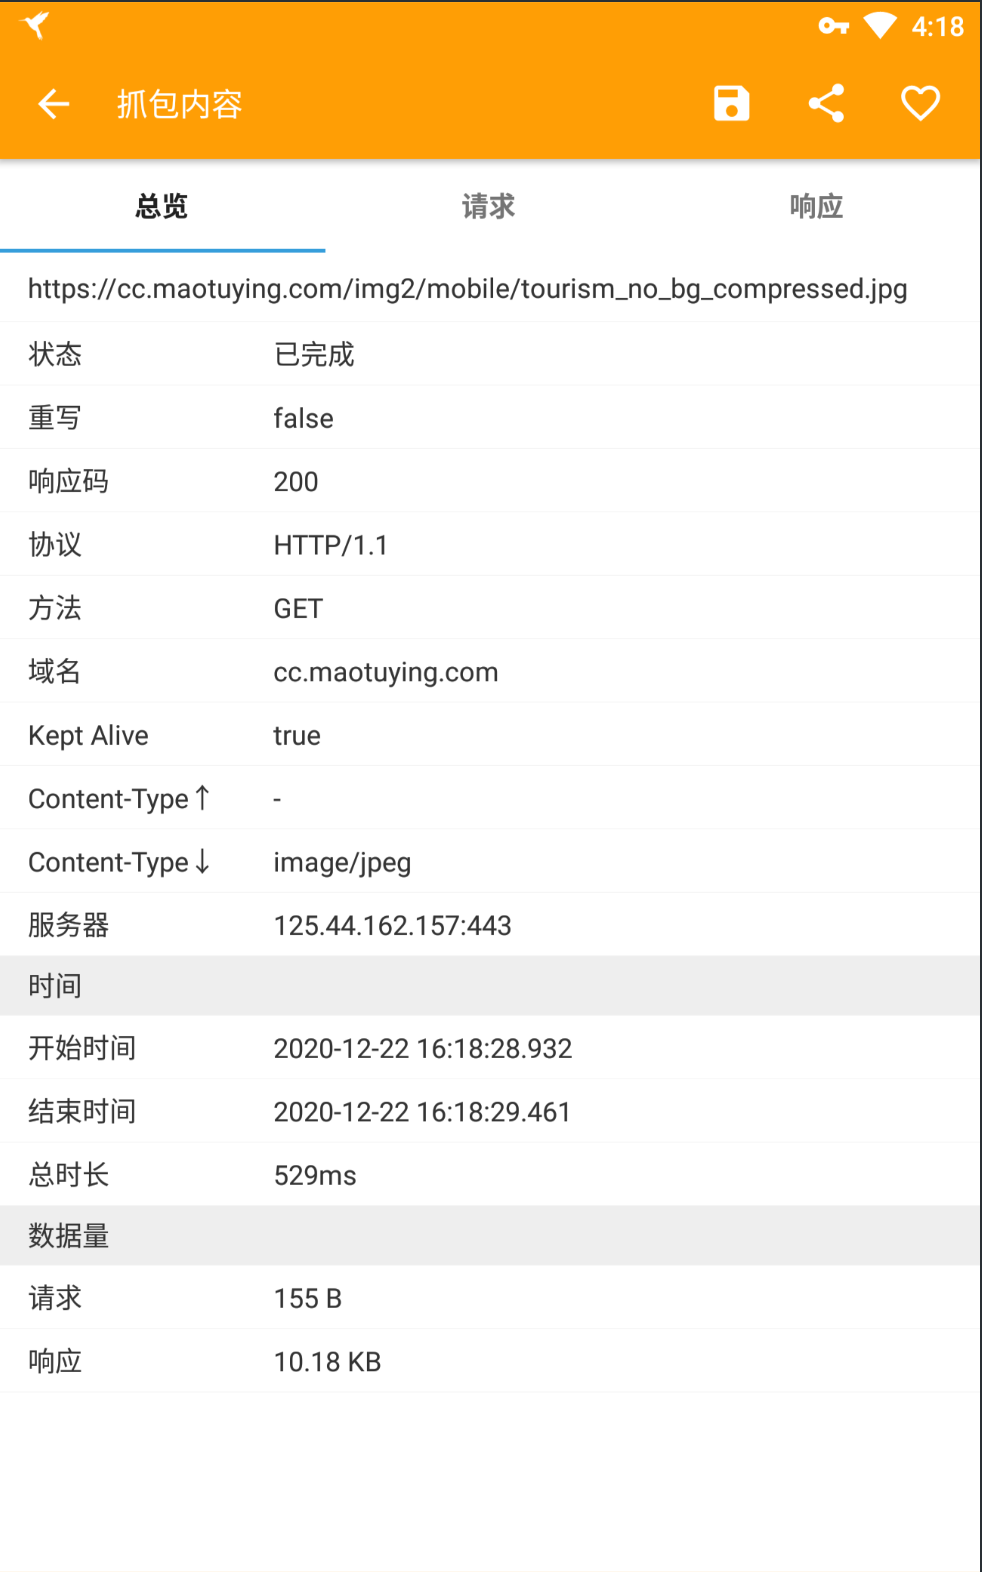 4:18
抓包内容
总览 请求 响应
https://cc.maotuying.com/img2/mobile/tourism_no_bg_compressed.jpg
状态 已完成
重写 false
响应码 200
协议 HTTP/1.1
方法 GET
域名 cc.maotuying.com
Kept Alive true
Content-Type↑ -
Content-Type↓ image/jpeg
服务器 125.44.162.157:443
时间
开始时间 2020-12-22 16:18:28.932
结束时间 2020-12-22 16:18:29.461
总时长 529ms
数据量
请求 155 B
响应 10.18 KB